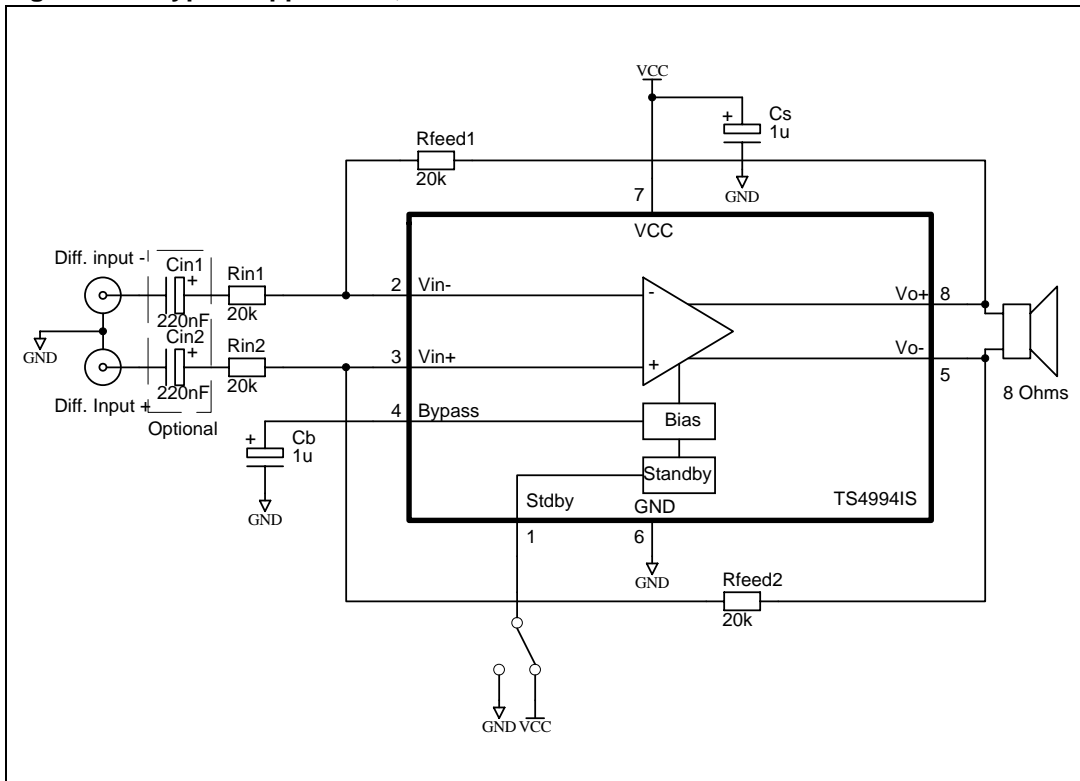 VCC
+ Cs
1u
GND
Rfeed1
20k
7
VCC
Diff. input -
Cin1
+
220nF
Rin1
20k
2 Vin-
-
Vo+ 8
GND
Cin2
+
220nF
Rin2
20k
3 Vin+
+
Vo-
5
Diff. Input +
Optional
8 Ohms
4 Bypass
Bias
+ Cb
1u
GND
Standby
Stdby
GND
TS4994IS
1
6
GND
Rfeed2
20k
GND VCC